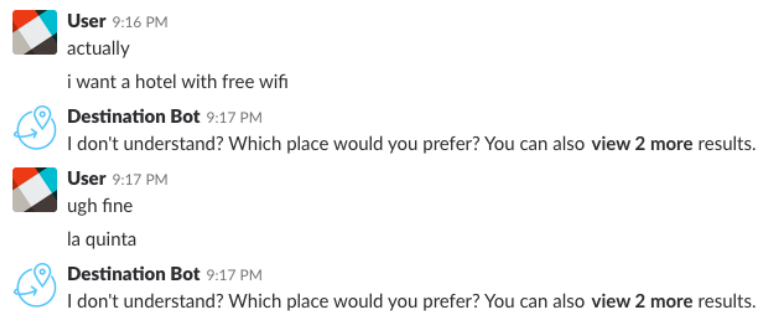 User 9:16 PM
actually
i want a hotel with free wifi
Destination Bot 9:17 PM
I don't understand? Which place would you prefer? You can also view 2 more results.
User 9:17 PM
ugh fine
la quinta
Destination Bot 9:17 PM
I don't understand? Which place would you prefer? You can also view 2 more results.